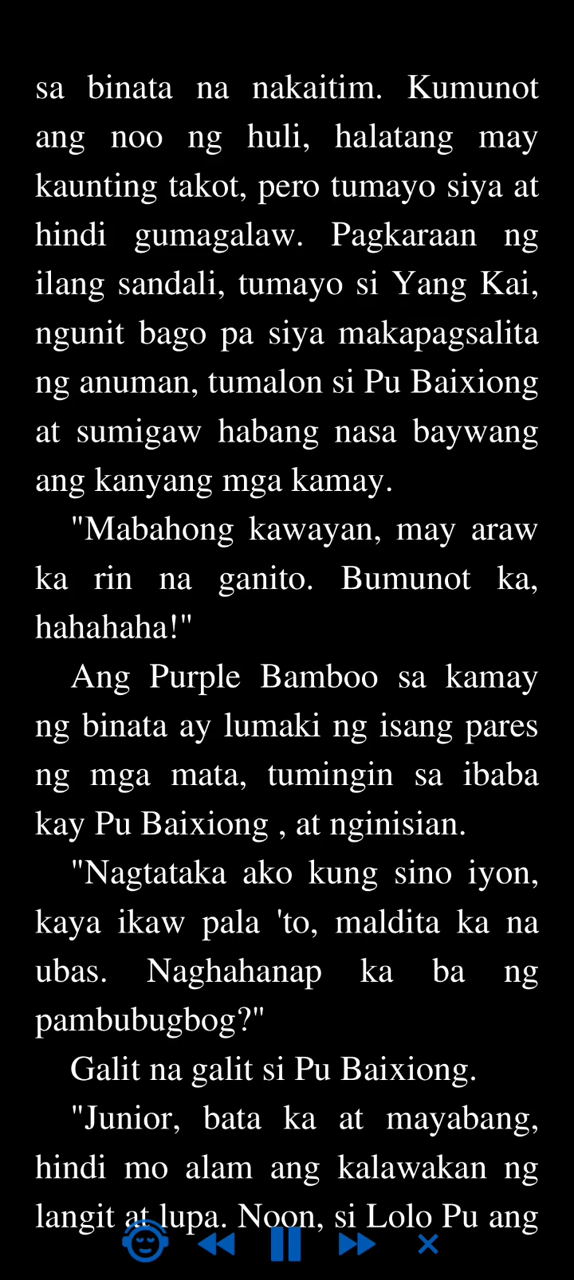 sa binata na nakaitim. Kumunot
ang noo ng huli, halatang may
kaunting takot, pero tumayo siya at
hindi gumagalaw. Pagkaraan ng
ilang sandali, tumayo si Yang Kai,
ngunit bago pa siya makapagsalita
ng anuman, tumalon si Pu Baixiong
at sumigaw habang nasa baywang
ang kanyang mga kamay.
"Mabahong kawayan, may araw
ka rin na ganito. Bumunot ka,
hahahaha!"
Ang Purple Bamboo sa kamay
ng binata ay lumaki ng isang pares
ng mga mata, tumingin sa ibaba
kay Pu Baixiong , at nginisian.
"Nagtataka ako kung sino iyon,
kaya ikaw pala 'to, maldita ka na
ubas. Naghahanap ka ba ng
pambubugbog?"
Galit na galit si Pu Baixiong.
"Junior, bata ka at mayabang,
hindi mo alam ang kalawakan ng
langit at lupa. Noon, si Lolo Pu ang